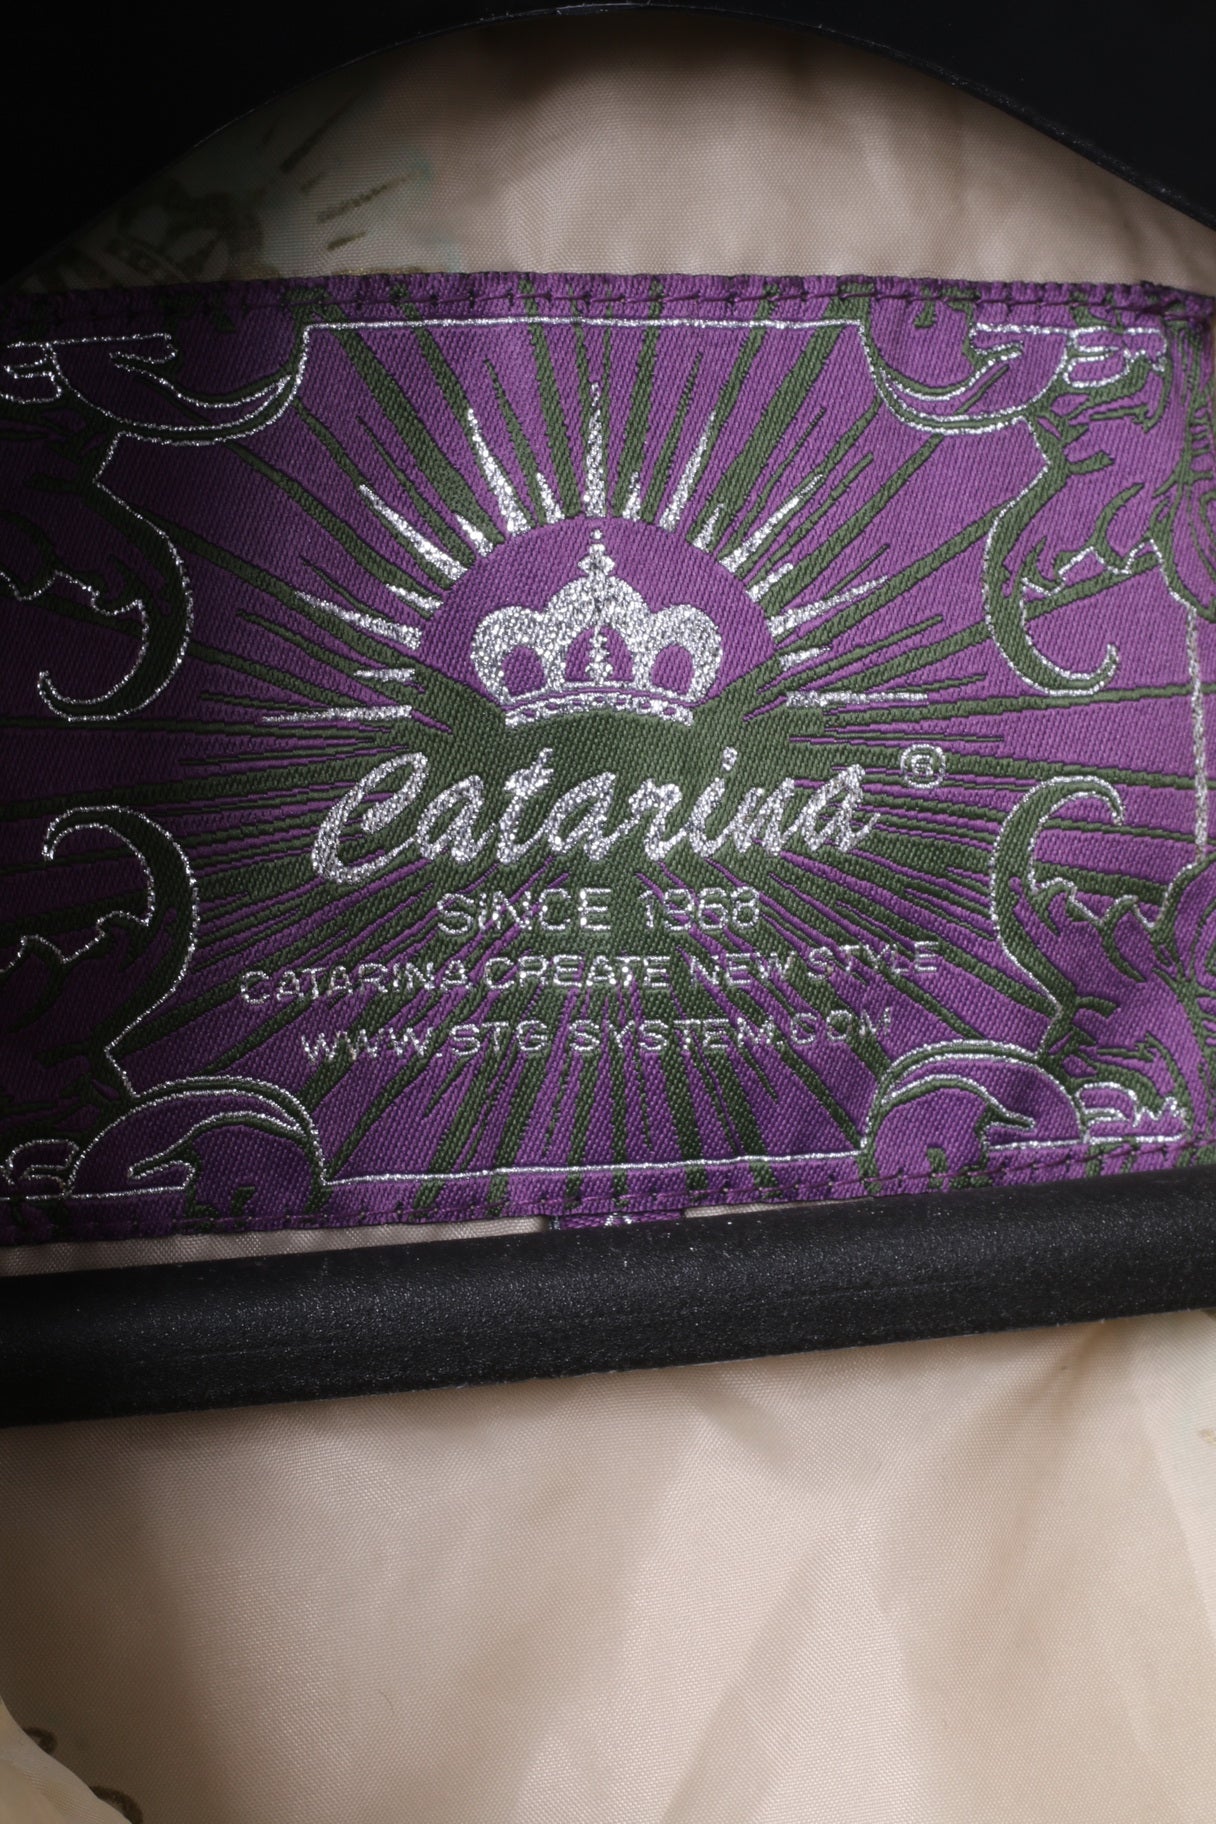 Catarina ®
SINCE 1968
CATARINA CREATE NEW STYLE
WWW.STG SYSTEM.COM